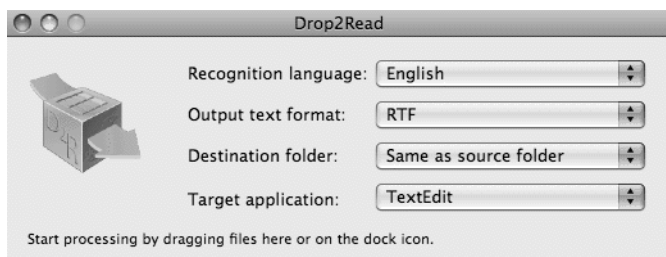 Drop2Read
Recognition language: English
Output text format: RTF
Destination folder: Same as source folder
Target application: TextEdit
D4R
Start processing by dragging files here or on the dock icon.